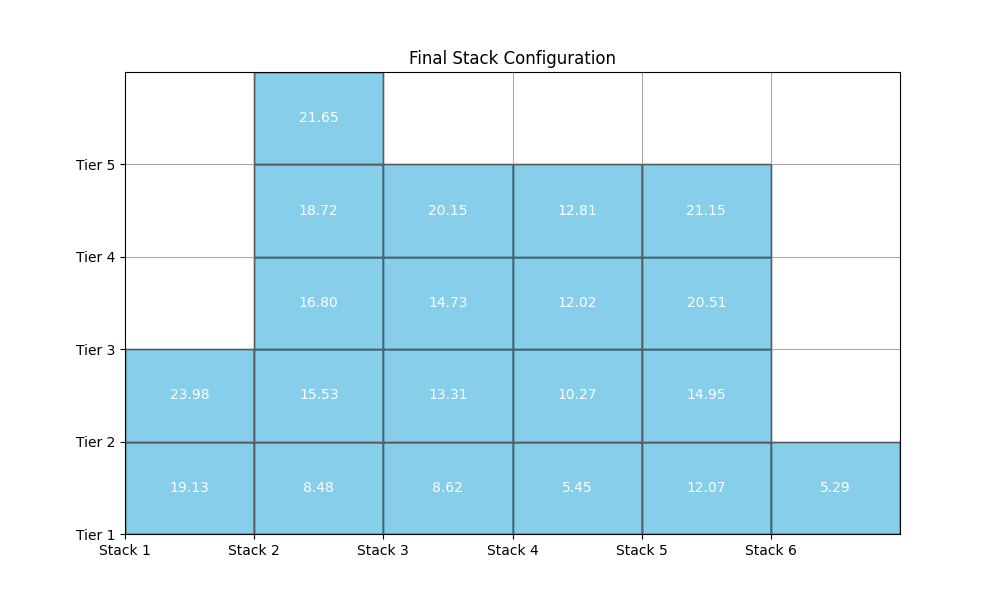 Final Stack Configuration
21.65
Tier 5
18.72 20.15 12.81 21.15
Tier 4
16.80 14.73 12.02 20.51
Tier 3
23.98 15.53 13.31 10.27 14.95
Tier 2
19.13 8.48 8.62 5.45 12.07 5.29
Tier 1
Stack 1 Stack 2 Stack 3 Stack 4 Stack 5 Stack 6